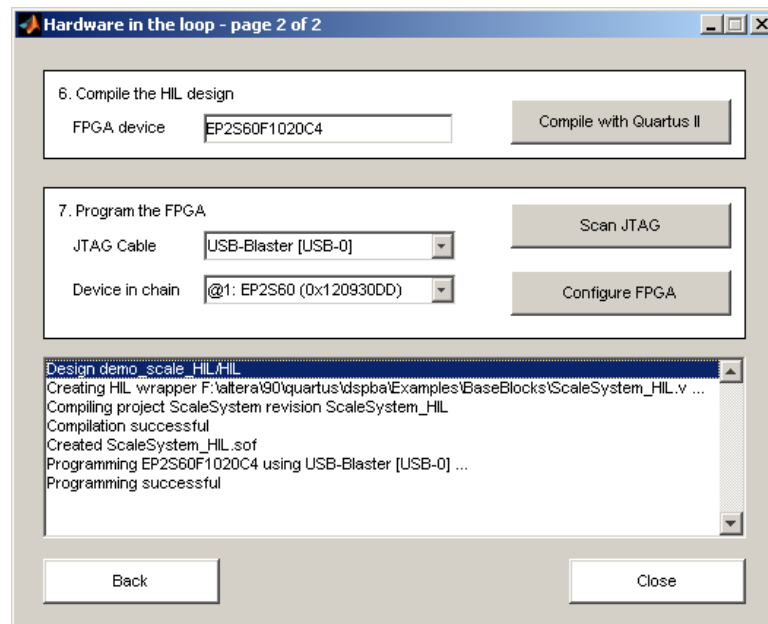 Hardware in the loop - page 2 of 2
6. Compile the HIL design
FPGA device EP2S60F1020C4 Compile with Quartus II
7. Program the FPGA
Scan JTAG
JTAG Cable USB-Blaster [USB-0]
Device in chain @1: EP2S60 (0x120930DD) Configure FPGA
Design demo_scale_HIL/HIL
Creating HIL wrapper F:\altera\90\quartus\dspba\Examples\BaseBlocks\ScaleSystem_HIL.v ...
Compiling project ScaleSystem revision ScaleSystem_HIL
Compilation successful
Created ScaleSystem_HIL.sof
Programming EP2S60F1020C4 using USB-Blaster [USB-0] ...
Programming successful
Back Close